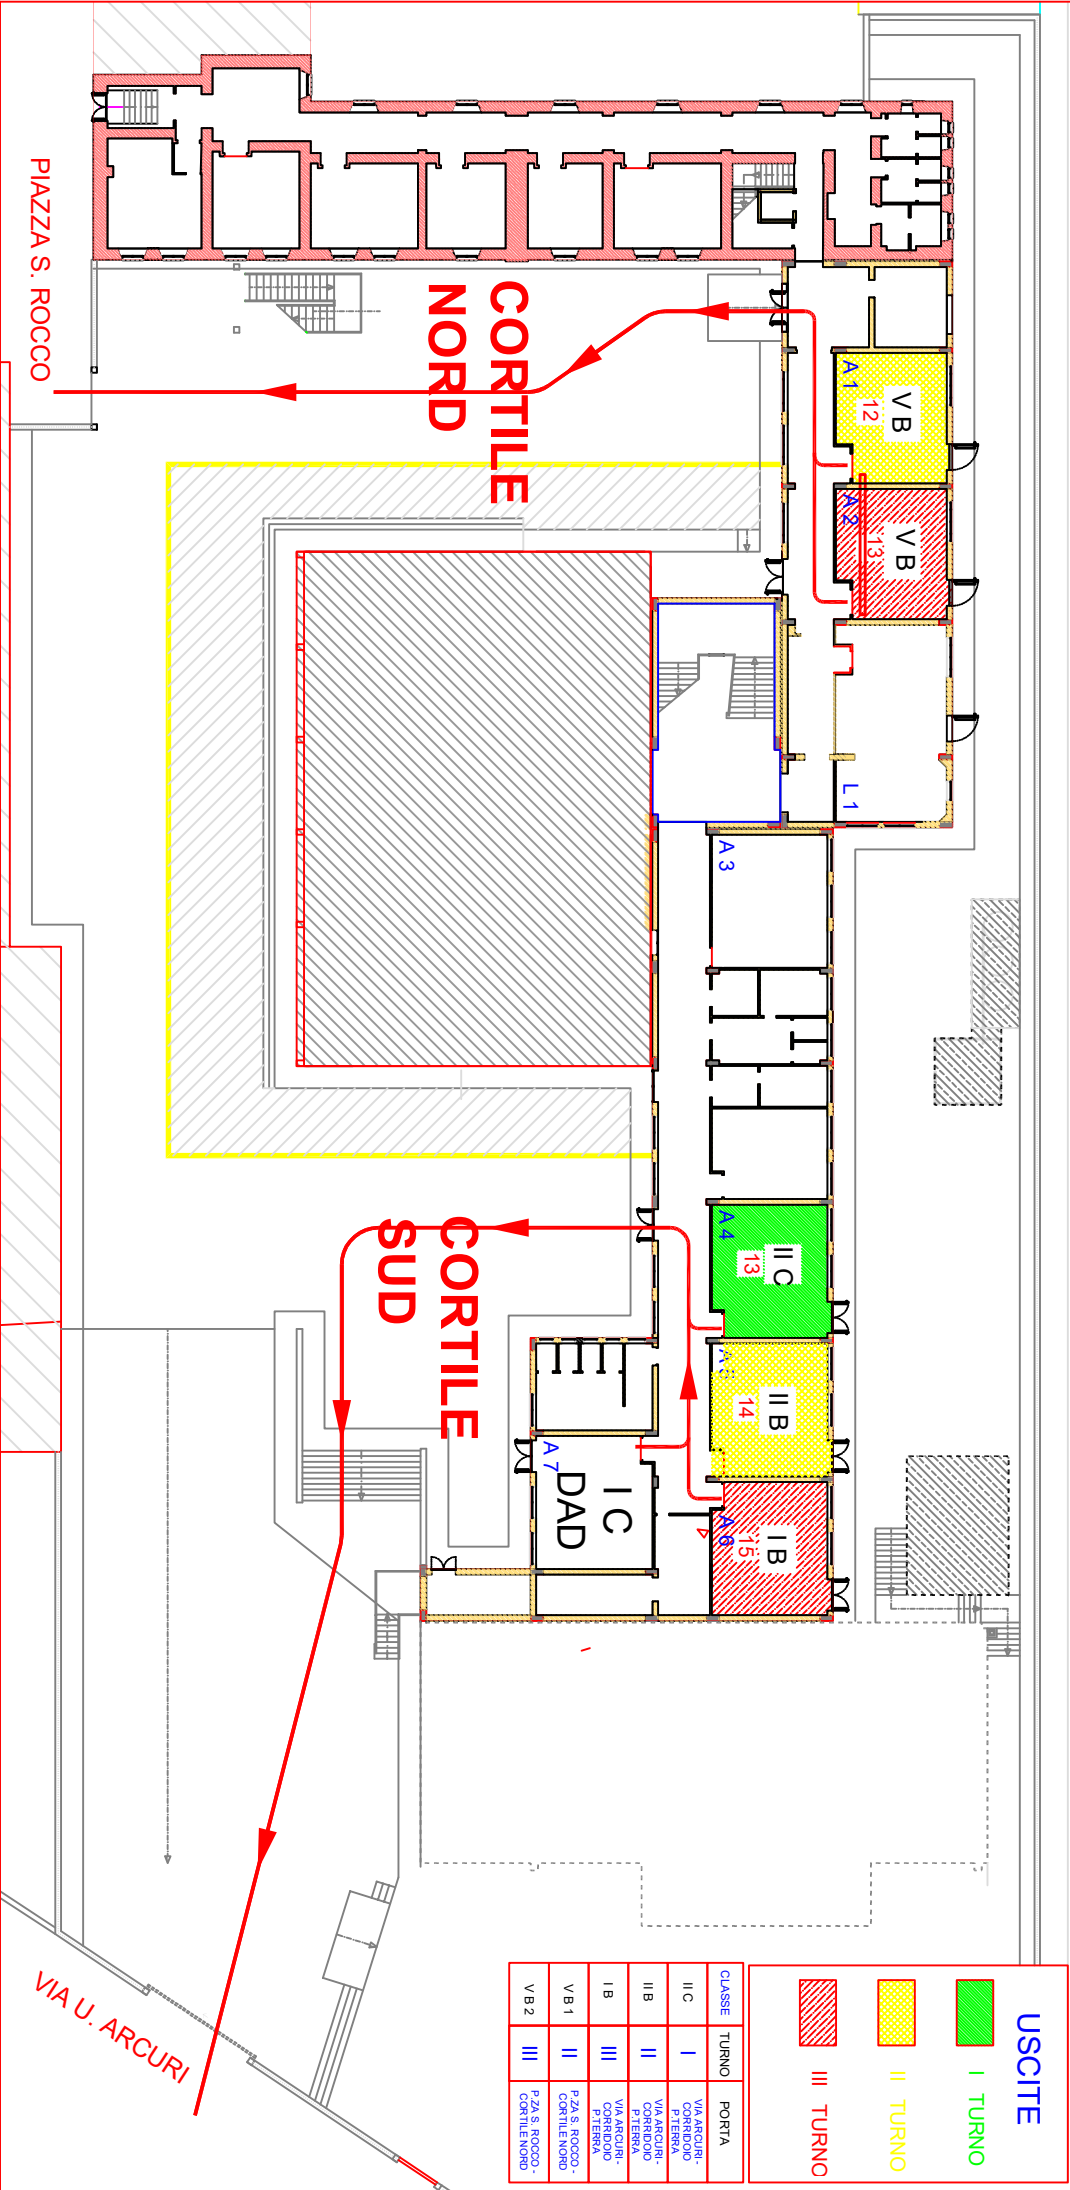 USCITE
I TURNO
II TURNO
III TURNO
CLASSE TURNO PORTA
II C I VIA ARCURI - CORRIDOIO P.TERRA
II B II VIA ARCURI - CORRIDOIO P.TERRA
I B III VIA ARCURI - CORRIDOIO P.TERRA
V B 1 II P.ZA S. ROCCO - CORTILE NORD
V B 2 III P.ZA S. ROCCO - CORTILE NORD
V B
12
A 1
V B
13
A 2
L 1
A 3
II C
13
A 4
II B
14
I B
15
A 6
I C
DAD
A 7
CORTILE
NORD
CORTILE
SUD
PIAZZA S. ROCCO
VIA U. ARCURI